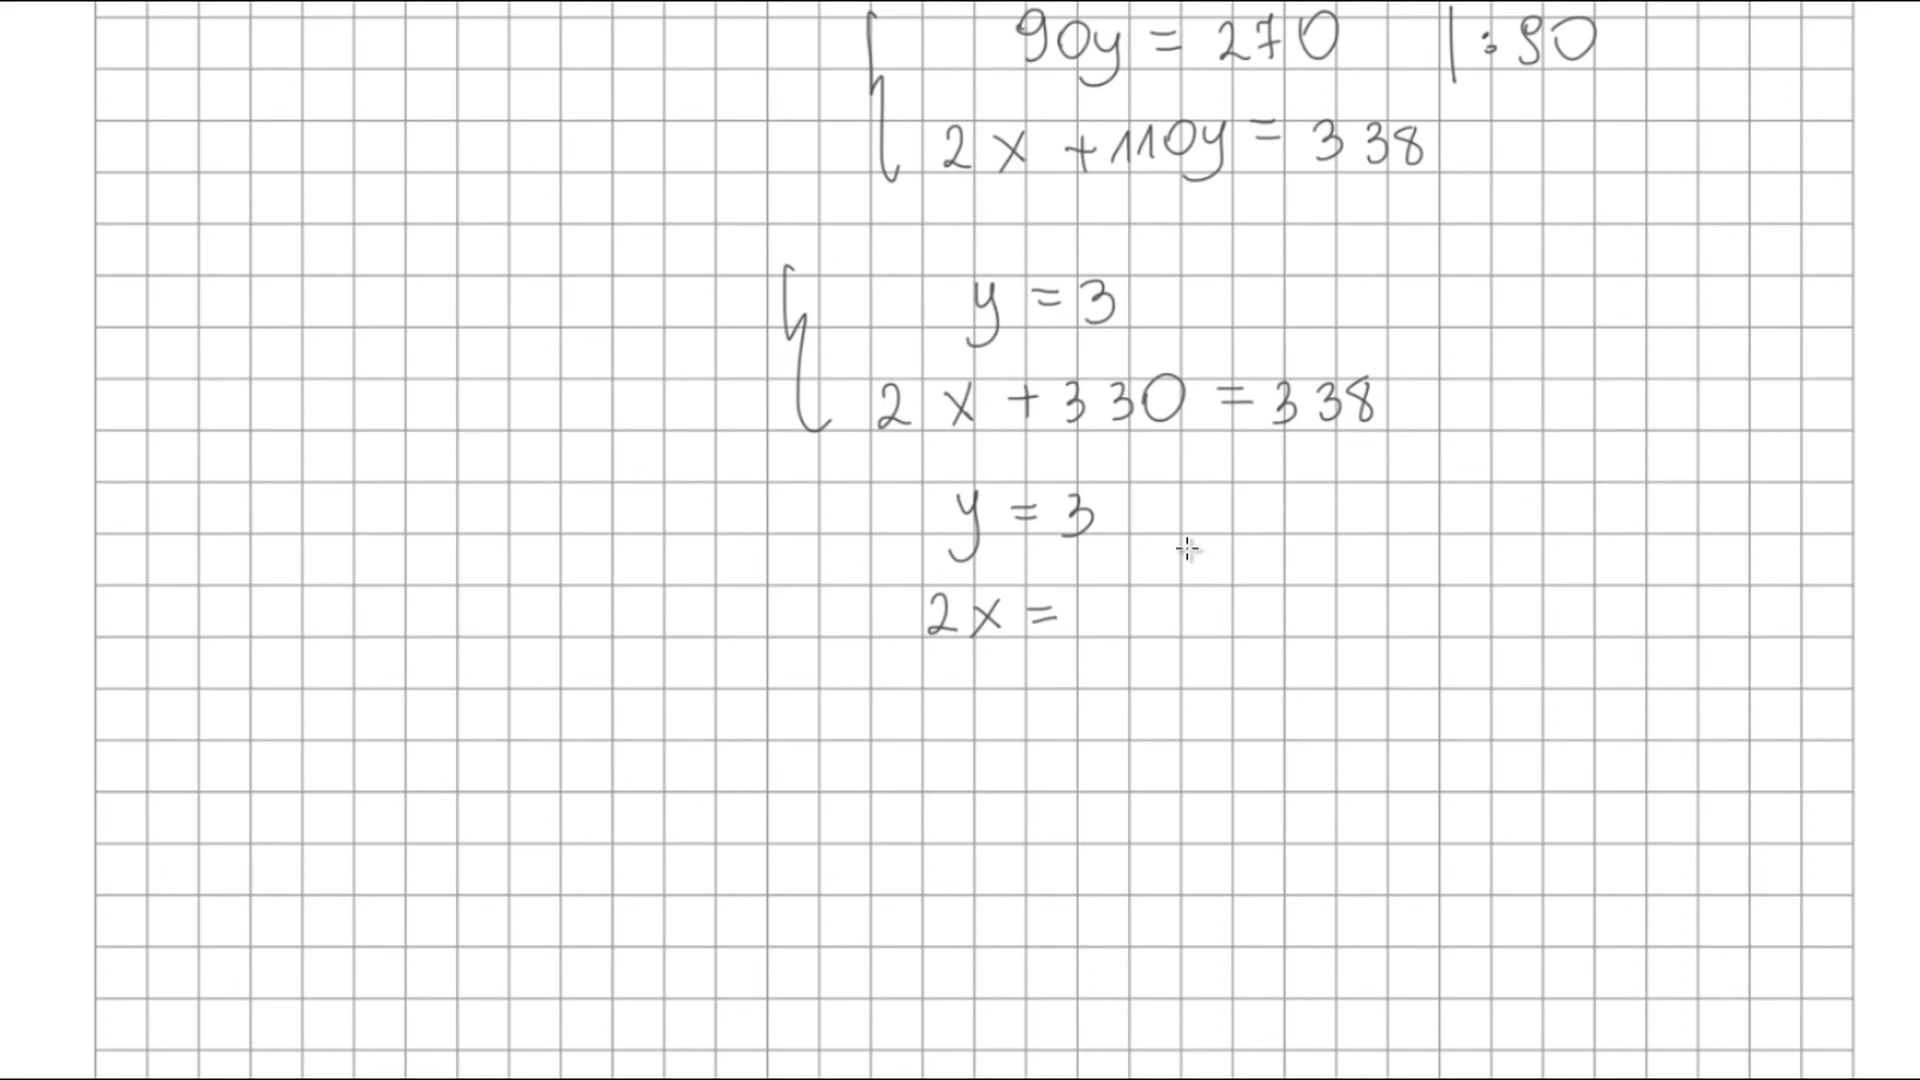 90y = 270 | : 90
2x + 110y = 338
y = 3
2x + 330 = 338
y = 3
2x =